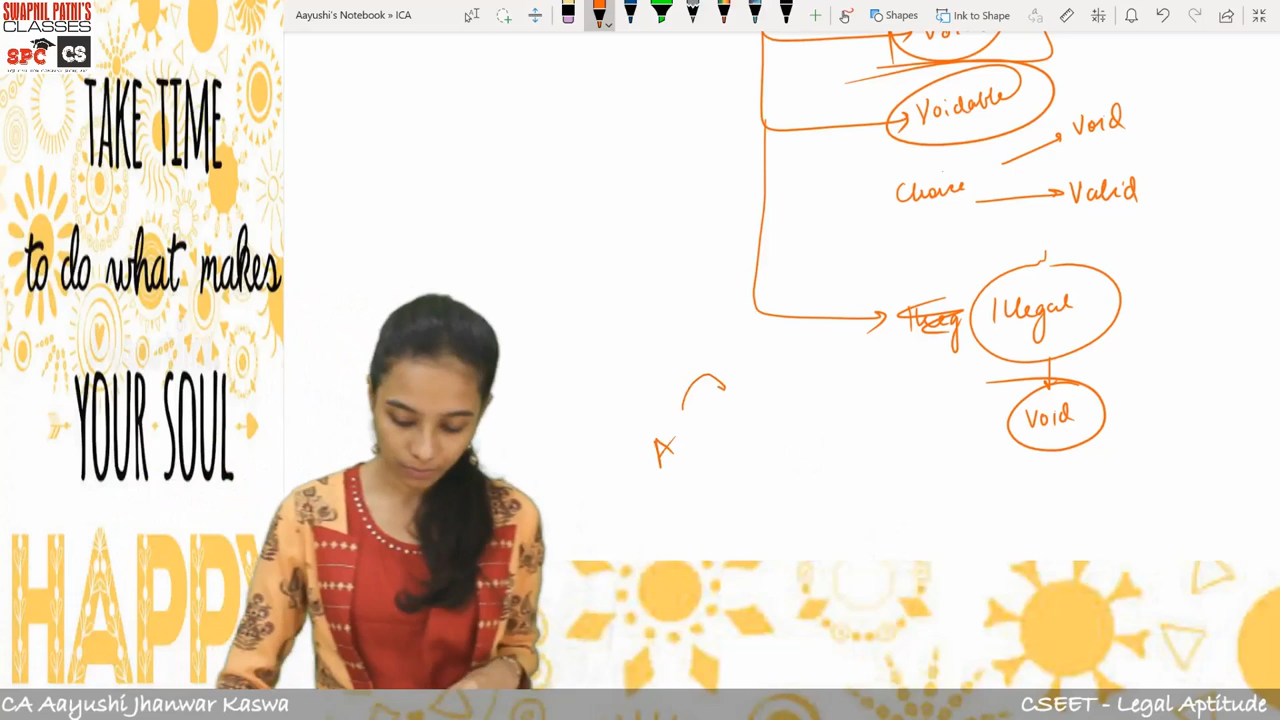 SWAPNIL PATNI'S
CLASSES
SPC CS
TAKE TIME
to do what makes
YOUR SOUL
HAPPY
Aayushi's Notebook » ICA
Shapes
Ink to Shape
Voidable
Void
Choice
Valid
Illegal
Void
A
CA Aayushi Jhanwar Kaswa
CSEET - Legal Aptitude